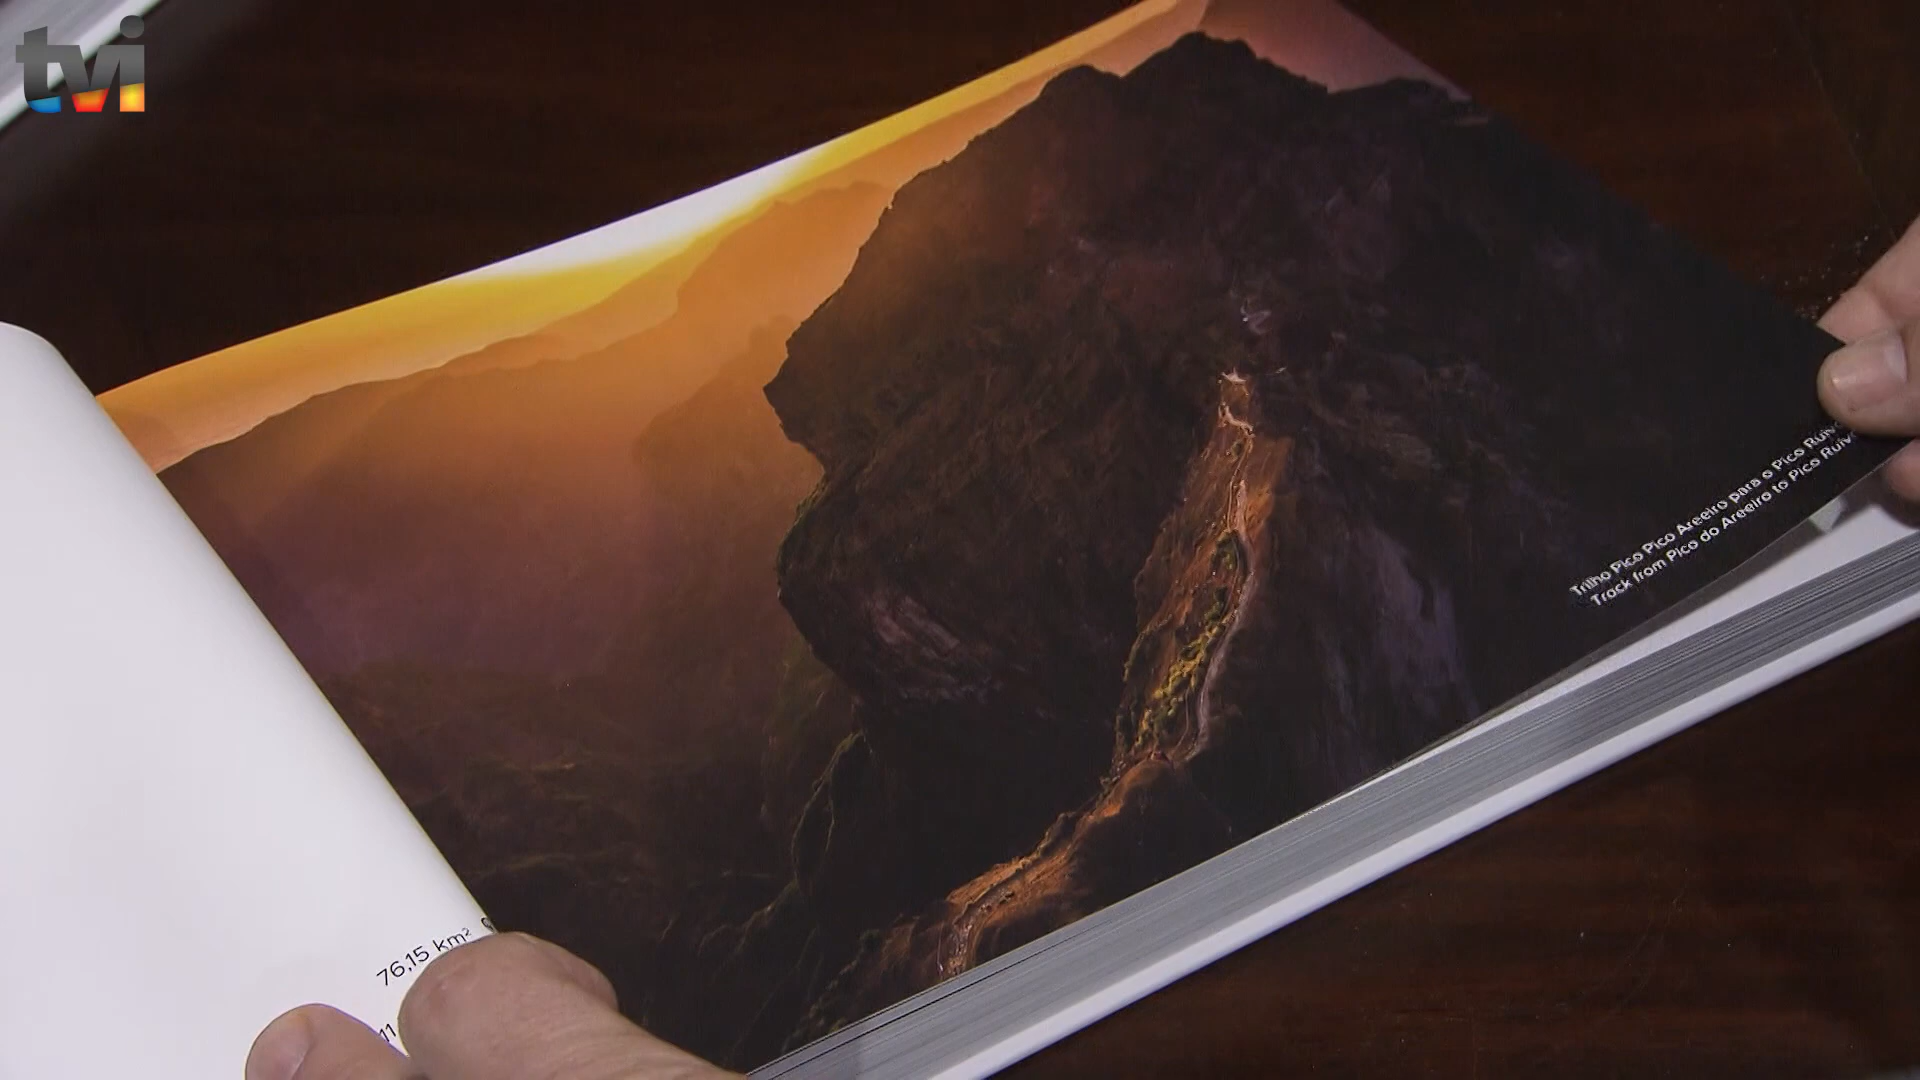 tvi
Trilho Pico Pico Areeiro para o Pico Ruivo
Track from Pico do Areeiro to Pico Ruivo
76,15 km²
11